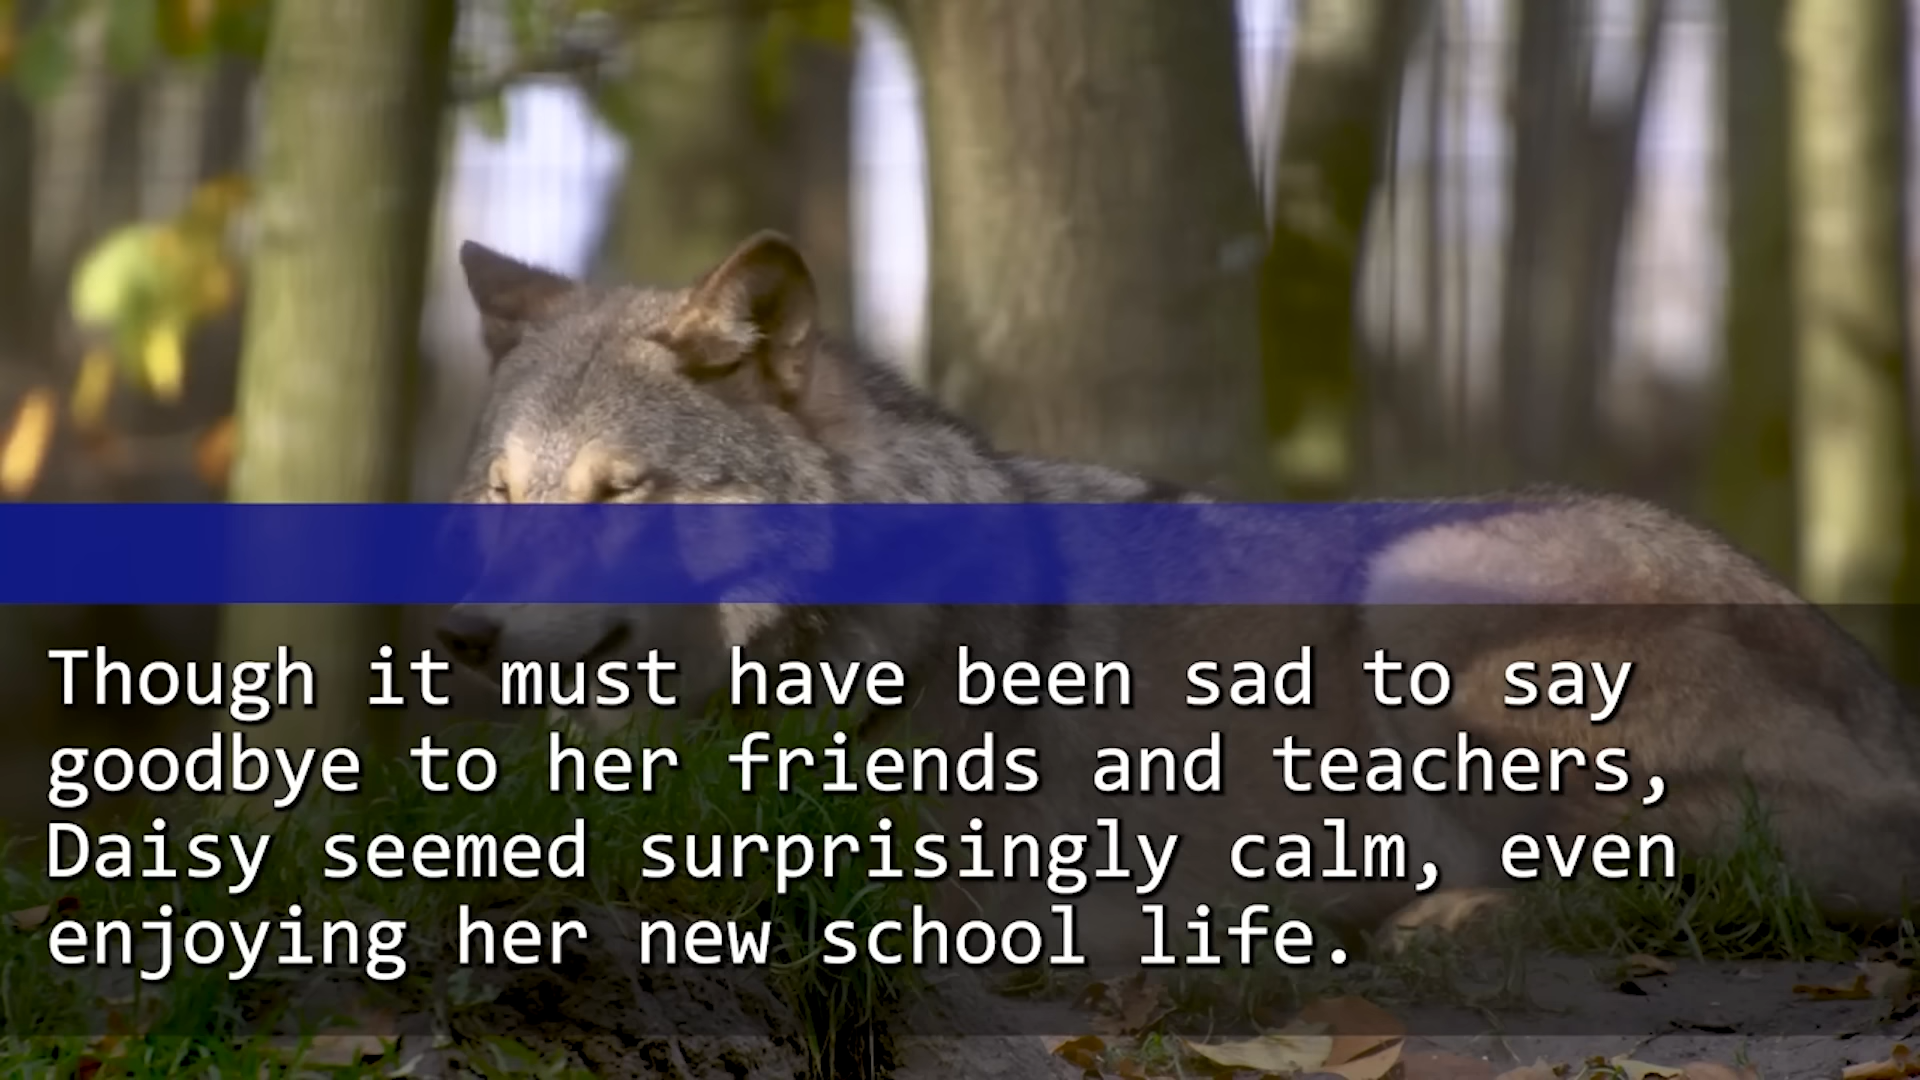 Though it must have been sad to say
goodbye to her friends and teachers,
Daisy seemed surprisingly calm, even
enjoying her new school life.